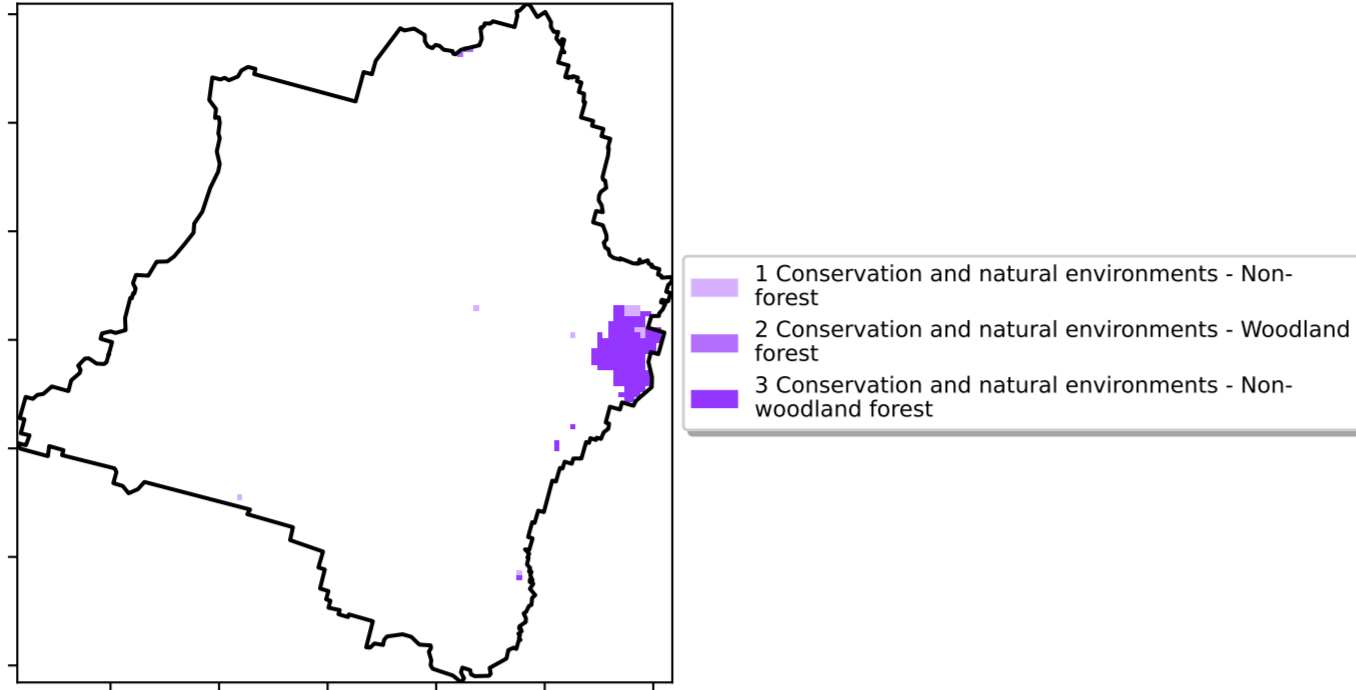 1 Conservation and natural environments - Non-
forest
2 Conservation and natural environments - Woodland
forest
3 Conservation and natural environments - Non-
woodland forest